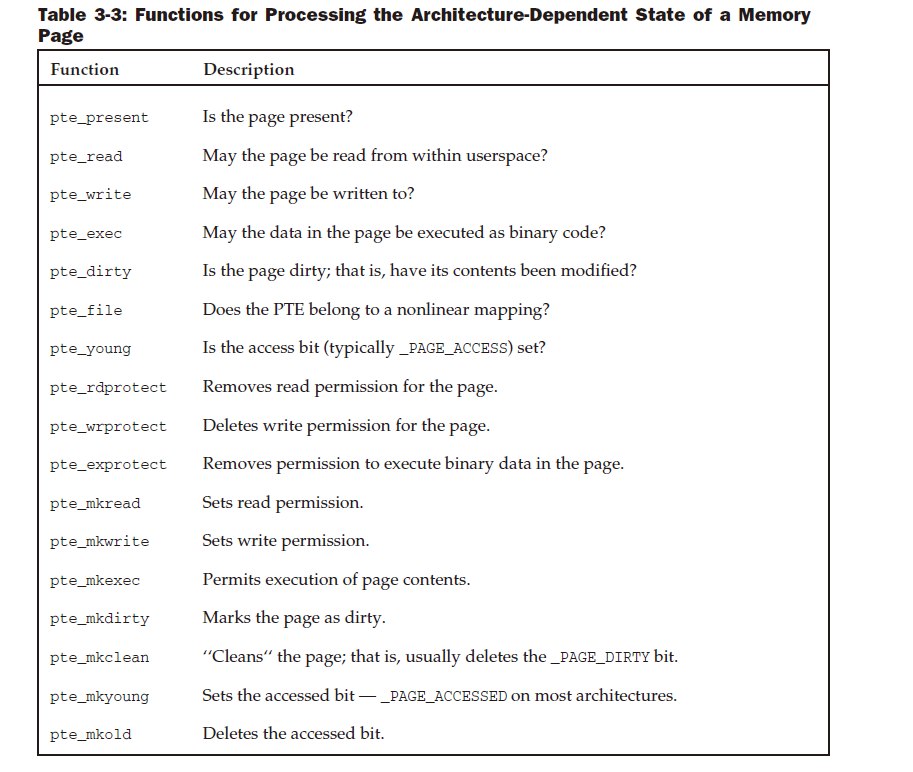 Table 3-3: Functions for Processing the Architecture-Dependent State of a Memory
Page
Function Description
pte_present Is the page present?
pte_read May the page be read from within userspace?
pte_write May the page be written to?
pte_exec May the data in the page be executed as binary code?
pte_dirty Is the page dirty; that is, have its contents been modified?
pte_file Does the PTE belong to a nonlinear mapping?
pte_young Is the access bit (typically _PAGE_ACCESS) set?
pte_rdprotect Removes read permission for the page.
pte_wrprotect Deletes write permission for the page.
pte_exprotect Removes permission to execute binary data in the page.
pte_mkread Sets read permission.
pte_mkwrite Sets write permission.
pte_mkexec Permits execution of page contents.
pte_mkdirty Marks the page as dirty.
pte_mkclean ‘‘Cleans‘‘ the page; that is, usually deletes the _PAGE_DIRTY bit.
pte_mkyoung Sets the accessed bit — _PAGE_ACCESSED on most architectures.
pte_mkold Deletes the accessed bit.